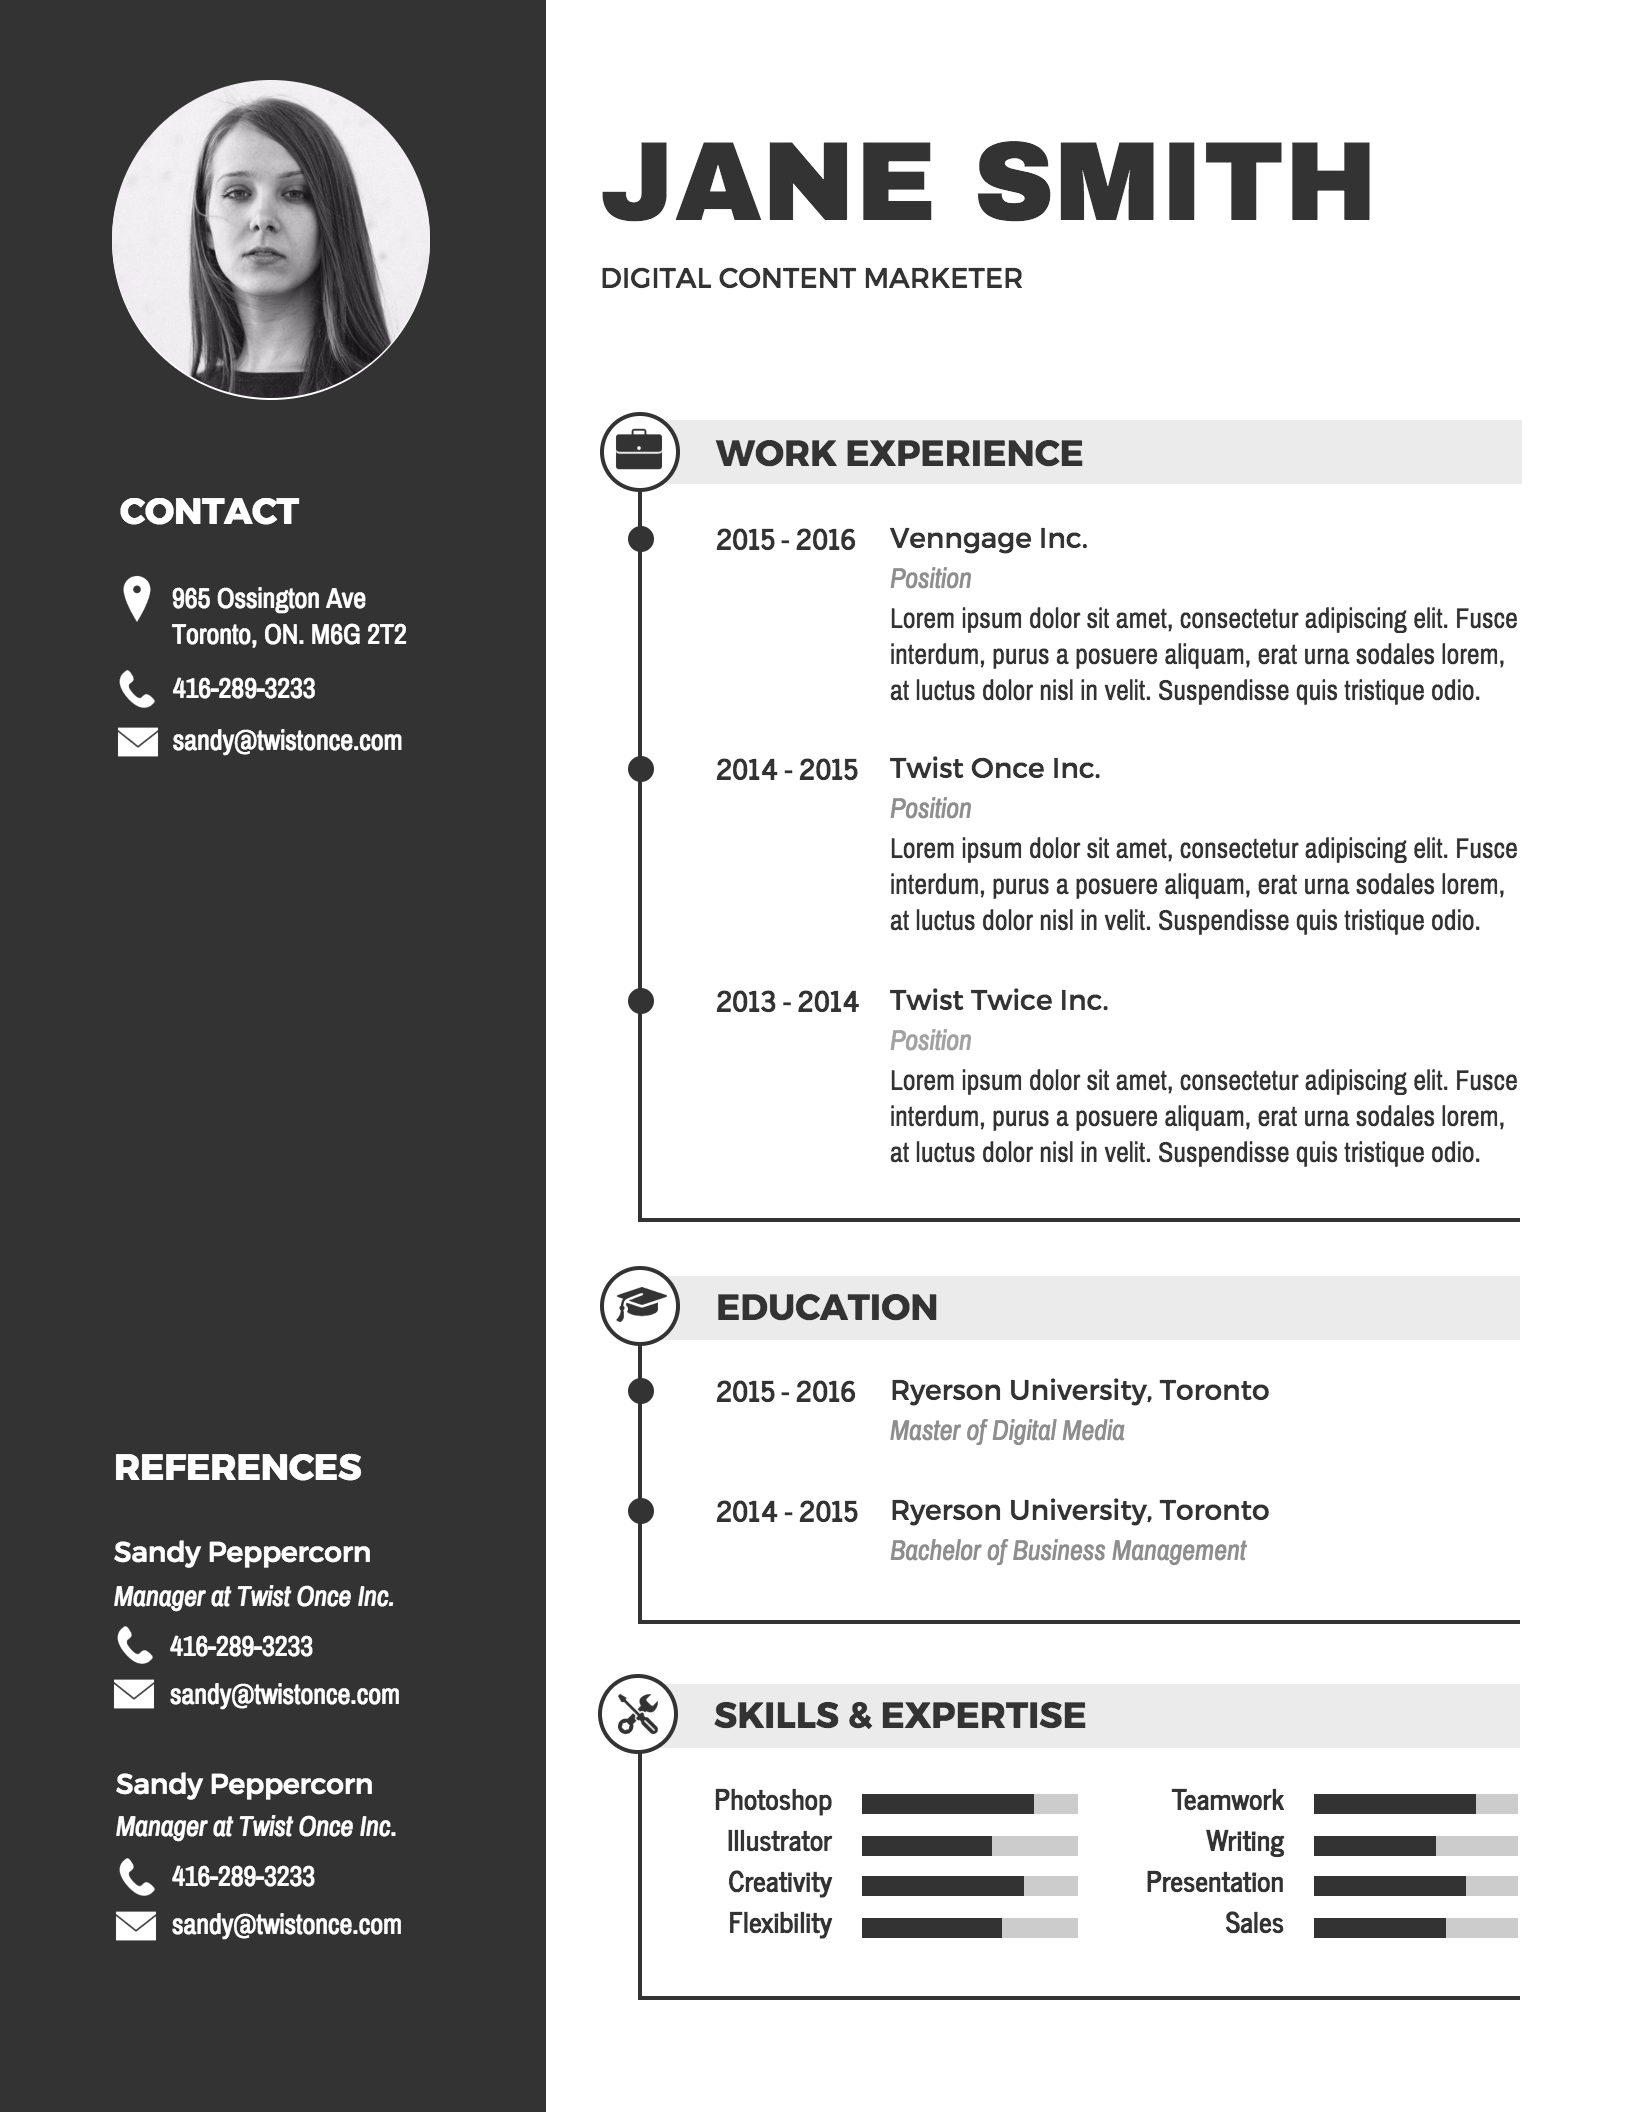 JANE SMITH
DIGITAL CONTENT MARKETER
CONTACT
965 Ossington Ave
Toronto, ON. M6G 2T2
416-289-3233
sandy@twistonce.com
REFERENCES
Sandy Peppercorn
Manager at Twist Once Inc.
416-289-3233
sandy@twistonce.com
Sandy Peppercorn
Manager at Twist Once Inc.
416-289-3233
sandy@twistonce.com
WORK EXPERIENCE
2015 - 2016 Venngage Inc.
Position
Lorem ipsum dolor sit amet, consectetur adipiscing elit. Fusce
interdum, purus a posuere aliquam, erat urna sodales lorem,
at luctus dolor nisl in velit. Suspendisse quis tristique odio.
2014 - 2015 Twist Once Inc.
Position
Lorem ipsum dolor sit amet, consectetur adipiscing elit. Fusce
interdum, purus a posuere aliquam, erat urna sodales lorem,
at luctus dolor nisl in velit. Suspendisse quis tristique odio.
2013 - 2014 Twist Twice Inc.
Position
Lorem ipsum dolor sit amet, consectetur adipiscing elit. Fusce
interdum, purus a posuere aliquam, erat urna sodales lorem,
at luctus dolor nisl in velit. Suspendisse quis tristique odio.
EDUCATION
2015 - 2016 Ryerson University, Toronto
Master of Digital Media
2014 - 2015 Ryerson University, Toronto
Bachelor of Business Management
SKILLS & EXPERTISE
Photoshop
Illustrator
Creativity
Flexibility
Teamwork
Writing
Presentation
Sales